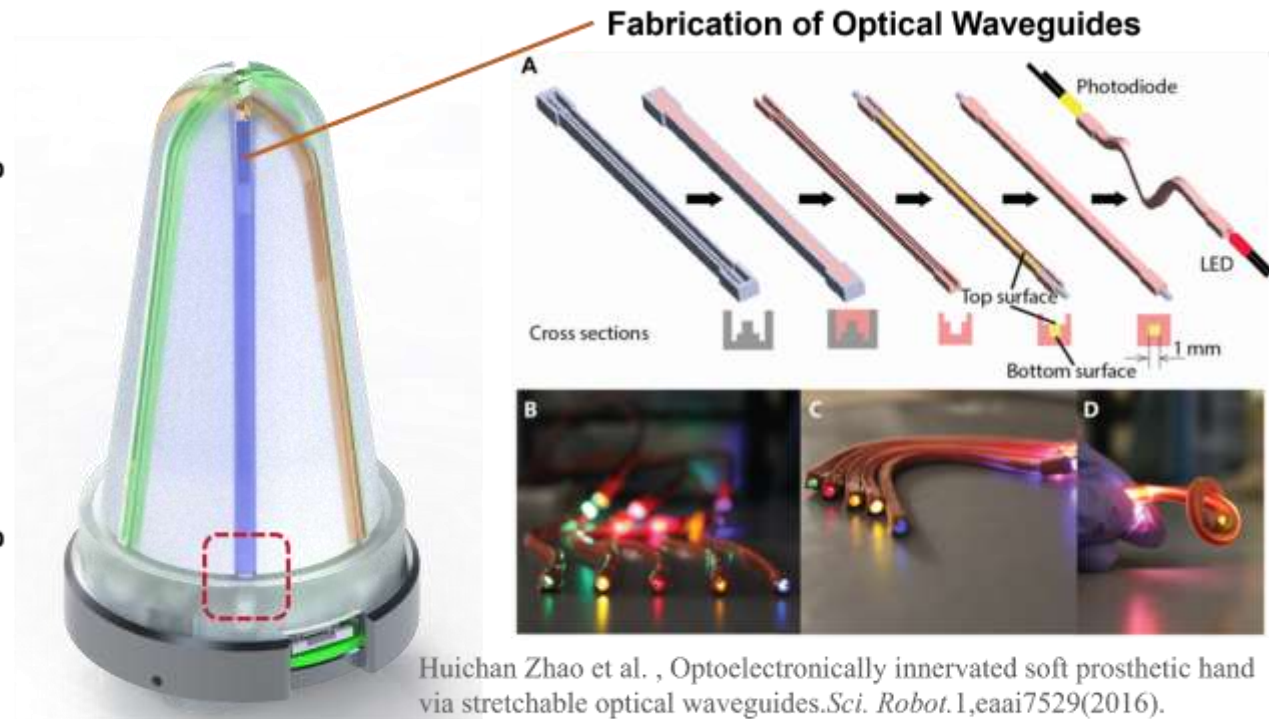 Fabrication of Optical Waveguides
A
Photodiode
LED
Top surface
Cross sections
1 mm
Bottom surface
B
C
D
Huichan Zhao et al. , Optoelectronically innervated soft prosthetic hand
via stretchable optical waveguides.Sci. Robot.1,eaai7529(2016).